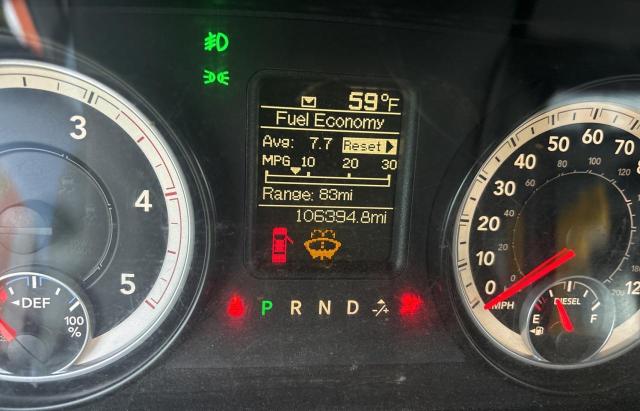 59°F
Fuel Economy
Avg: 7.7 Reset
MPG 10 20 30
Range: 83mi
106394.8mi
P R N D -/+
3
4
5
DEF
100
%
0
10
20
30
40
50
60
70
MPH
0
DIESEL
E F